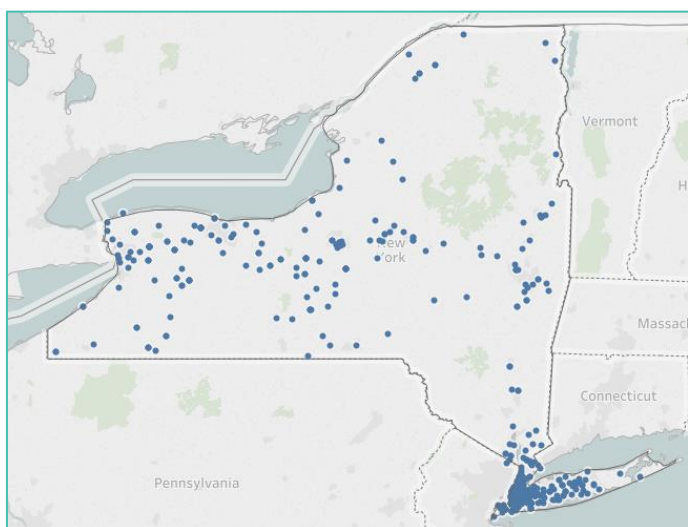 Vermont
H
New
York
Massach
Connecticut
Pennsylvania